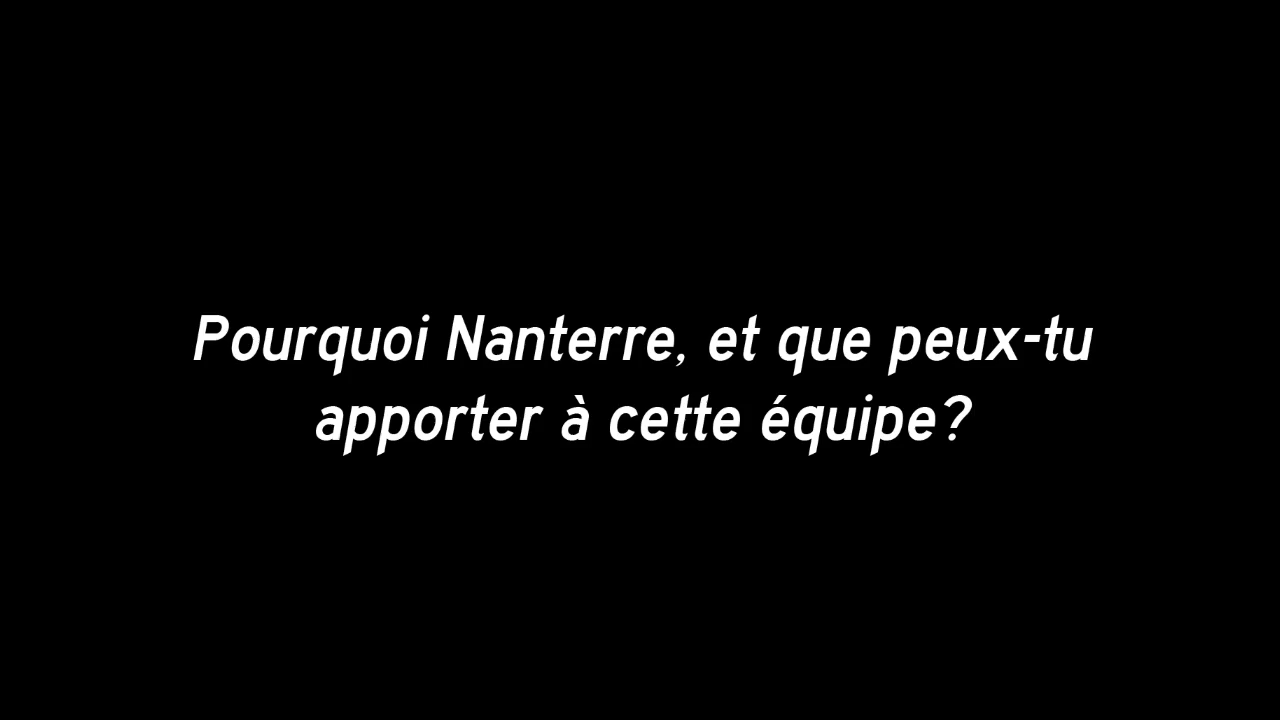 Pourquoi Nanterre, et que peux-tu
apporter à cette équipe?